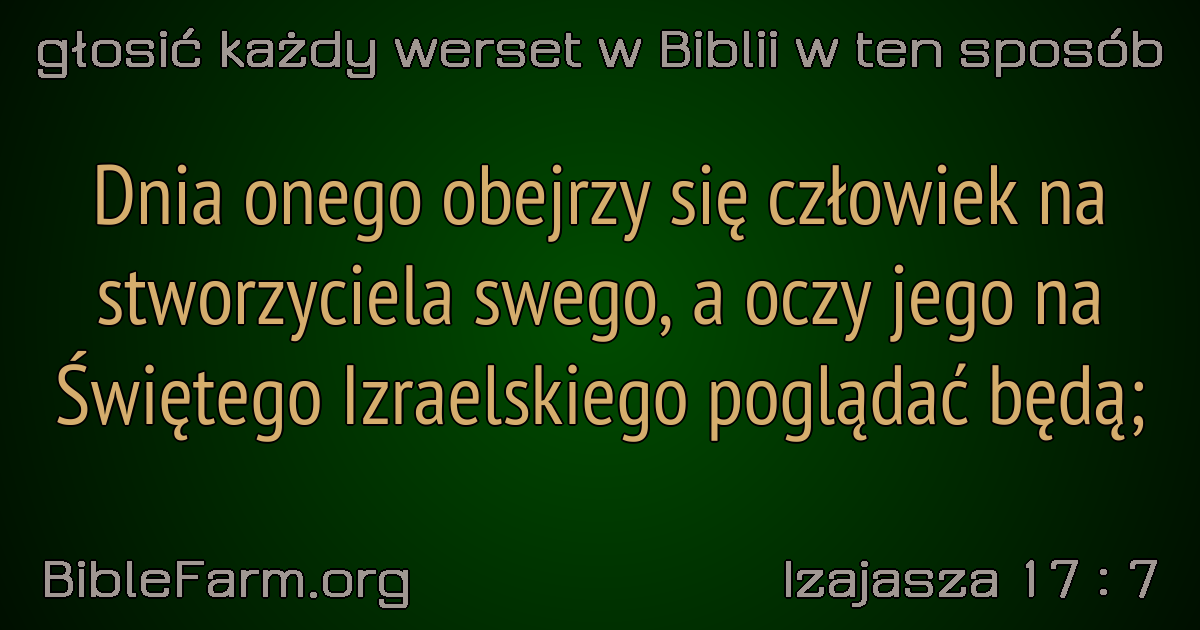 głosić każdy werset w Biblii w ten sposób
Dnia onego obejrzy się człowiek na
stworzyciela swego, a oczy jego na
Świętego Izraelskiego poglądać będą;
BibleFarm.org
Izajasza 17 : 7